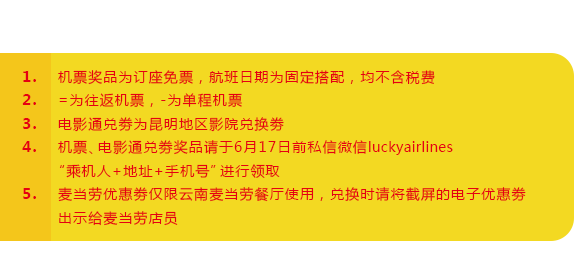 1. 机票奖品为订座免票，航班日期为固定搭配，均不含税费
2. =为往返机票，-为单程机票
3. 电影通兑券为昆明地区影院兑换券
4. 机票、电影通兑券奖品请于6月17日前私信微信luckyairlines
“乘机人+地址+手机号”进行领取
5. 麦当劳优惠券仅限云南麦当劳餐厅使用，兑换时请将截屏的电子优惠券
出示给麦当劳店员